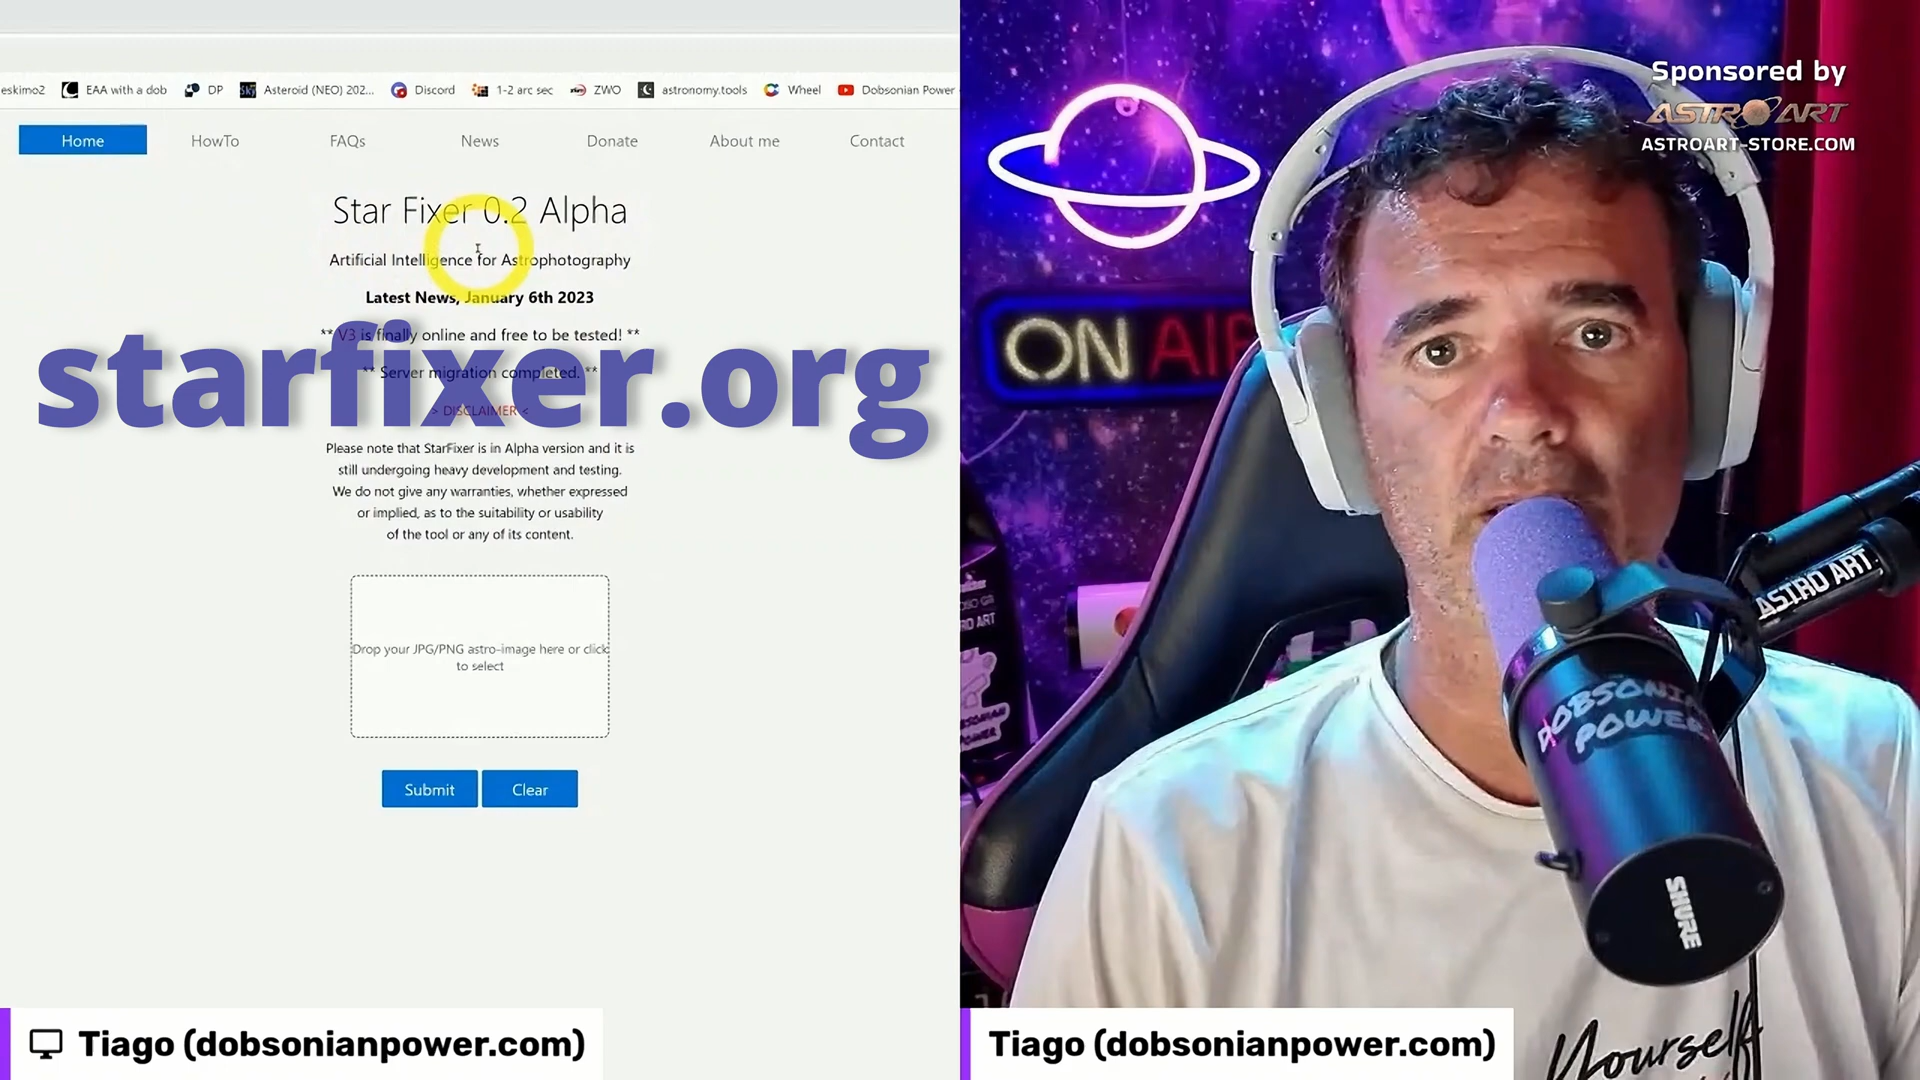 eskimo2 EAA with a dob DP Asteroid (NEO) 202... Discord 1-2 arc sec ZWO astronomy.tools Wheel Dobsonian Power
Home HowTo FAQs News Donate About me Contact
Star Fixer 0.2 Alpha
Artificial Intelligence for Astrophotography
Latest News, January 6th 2023
** V3 is finally online and free to be tested! **
** Server migration completed. **
starfixer.org
> DISCLAIMER <
Please note that StarFixer is in Alpha version and it is
still undergoing heavy development and testing.
We do not give any warranties, whether expressed
or implied, as to the suitability or usability
of the tool or any of its content.
Drop your JPG/PNG astro-image here or click
to select
Submit Clear
Tiago (dobsonianpower.com)
Sponsored by
ASTROART
ASTROART-STORE.COM
ON AIR
ASTRO ART
DOBSONIAN
POWER
SHURE
Yourself
Tiago (dobsonianpower.com)